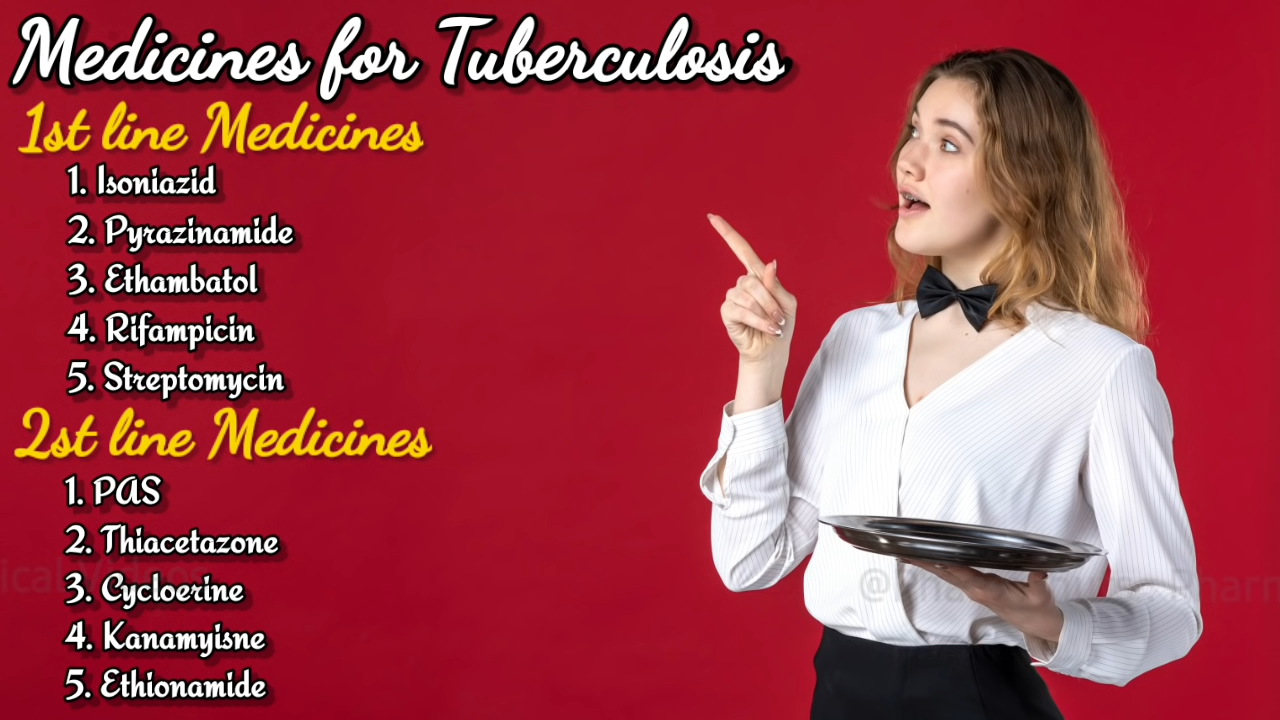 Medicines for Tuberculosis
1st line Medicines
1. Isoniazid
2. Pyrazinamide
3. Ethambatol
4. Rifampicin
5. Streptomycin
2st line Medicines
1. PAS
2. Thiacetazone
3. Cycloerine
4. Kanamyisne
5. Ethionamide